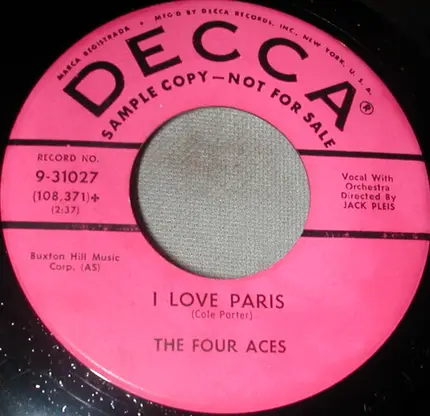 MARCA REGISTRADA • MFG'D BY DECCA RECORDS, INC., NEW YORK, U.S.A.
DECCA®
SAMPLE COPY—NOT FOR SALE
RECORD NO.
9-31027
(108,371)✢
(2:37)
Vocal With
Orchestra
Directed By
JACK PLEIS
Buxton Hill Music
Corp. (AS)
I LOVE PARIS
(Cole Porter)
THE FOUR ACES